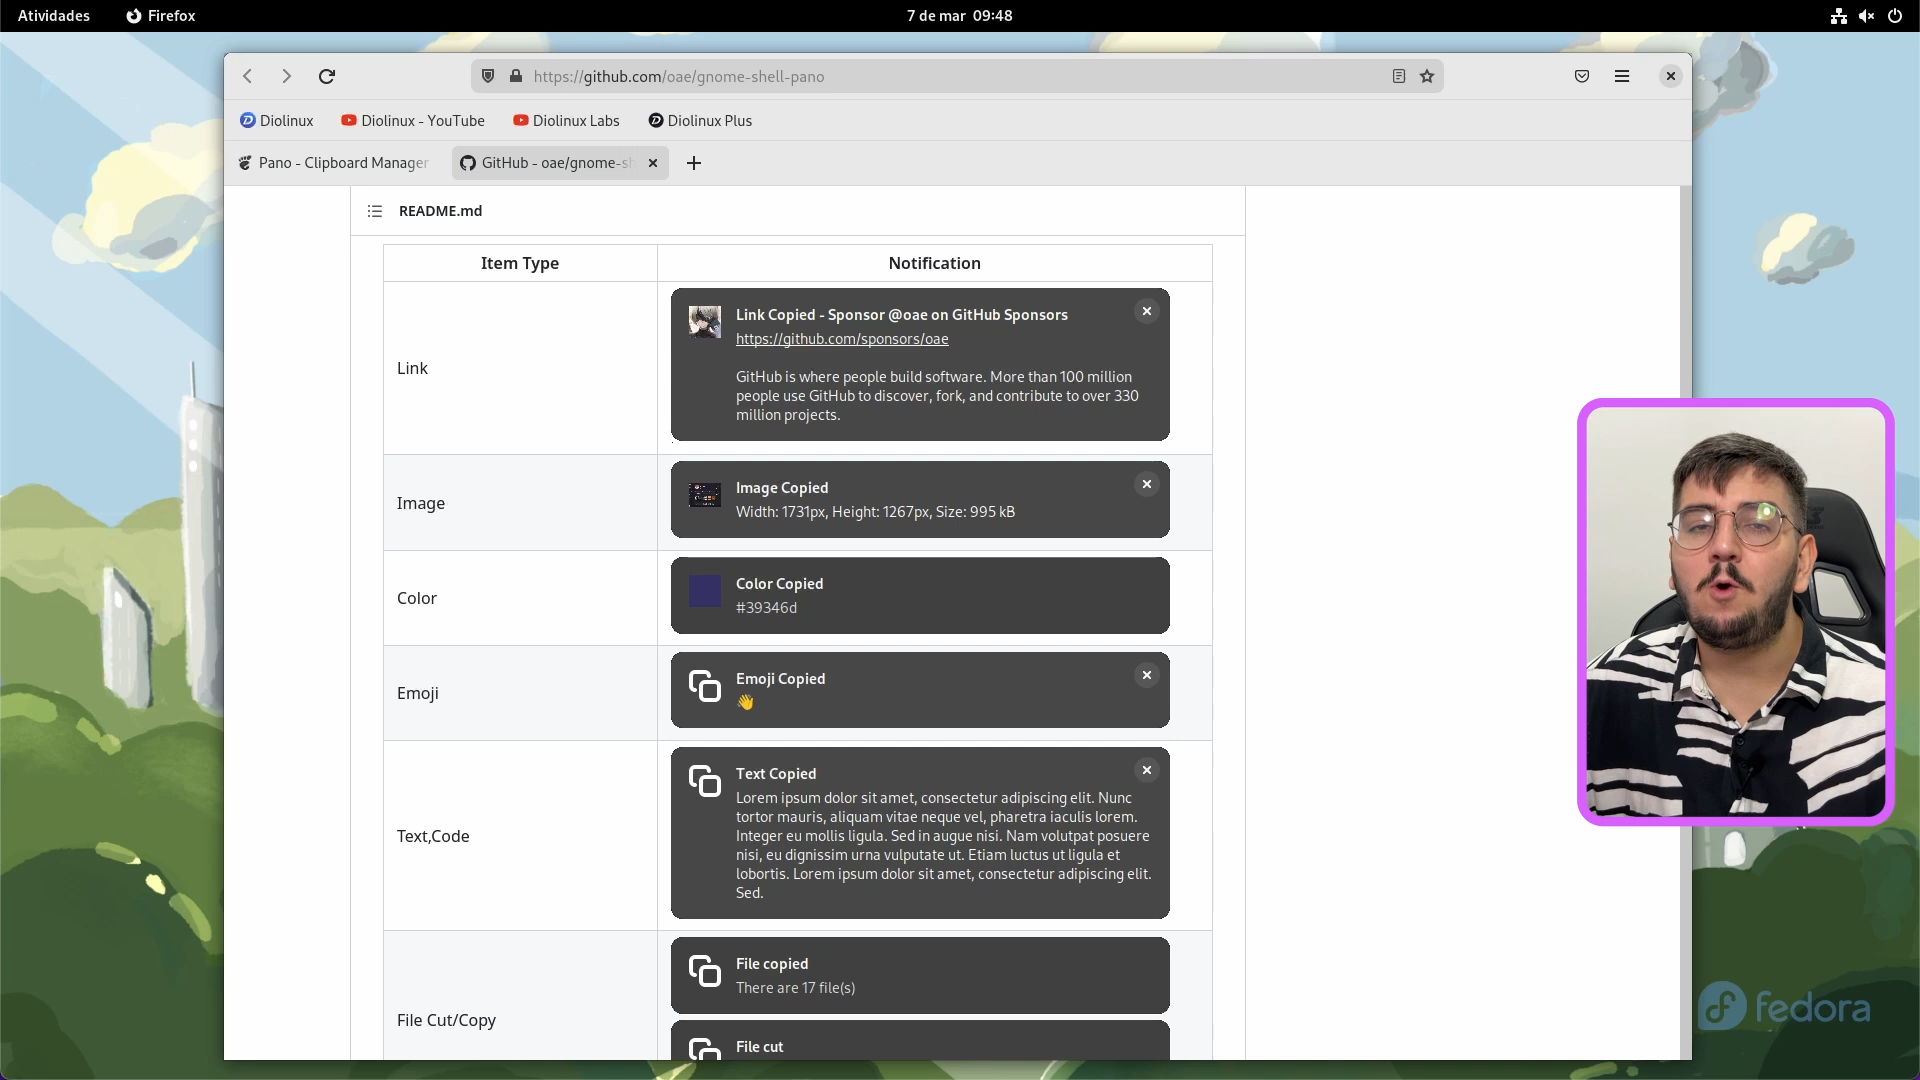 Atividades
Firefox
7 de mar 09:48
https://github.com/oae/gnome-shell-pano
Diolinux
Diolinux - YouTube
Diolinux Labs
Diolinux Plus
Pano - Clipboard Manager
GitHub - oae/gnome-sh
README.md
Item Type
Notification
Link
Link Copied - Sponsor @oae on GitHub Sponsors
https://github.com/sponsors/oae
GitHub is where people build software. More than 100 million
people use GitHub to discover, fork, and contribute to over 330
million projects.
Image
Image Copied
Width: 1731px, Height: 1267px, Size: 995 kB
Color
Color Copied
#39346d
Emoji
Emoji Copied
👋
Text,Code
Text Copied
Lorem ipsum dolor sit amet, consectetur adipiscing elit. Nunc
tortor mauris, aliquam vitae neque vel, pharetra iaculis lorem.
Integer eu mollis ligula. Sed in augue nisi. Nam volutpat posuere
nisi, eu dignissim urna vulputate ut. Etiam luctus ut ligula et
lobortis. Lorem ipsum dolor sit amet, consectetur adipiscing elit.
Sed.
File Cut/Copy
File copied
There are 17 file(s)
File cut
fedora